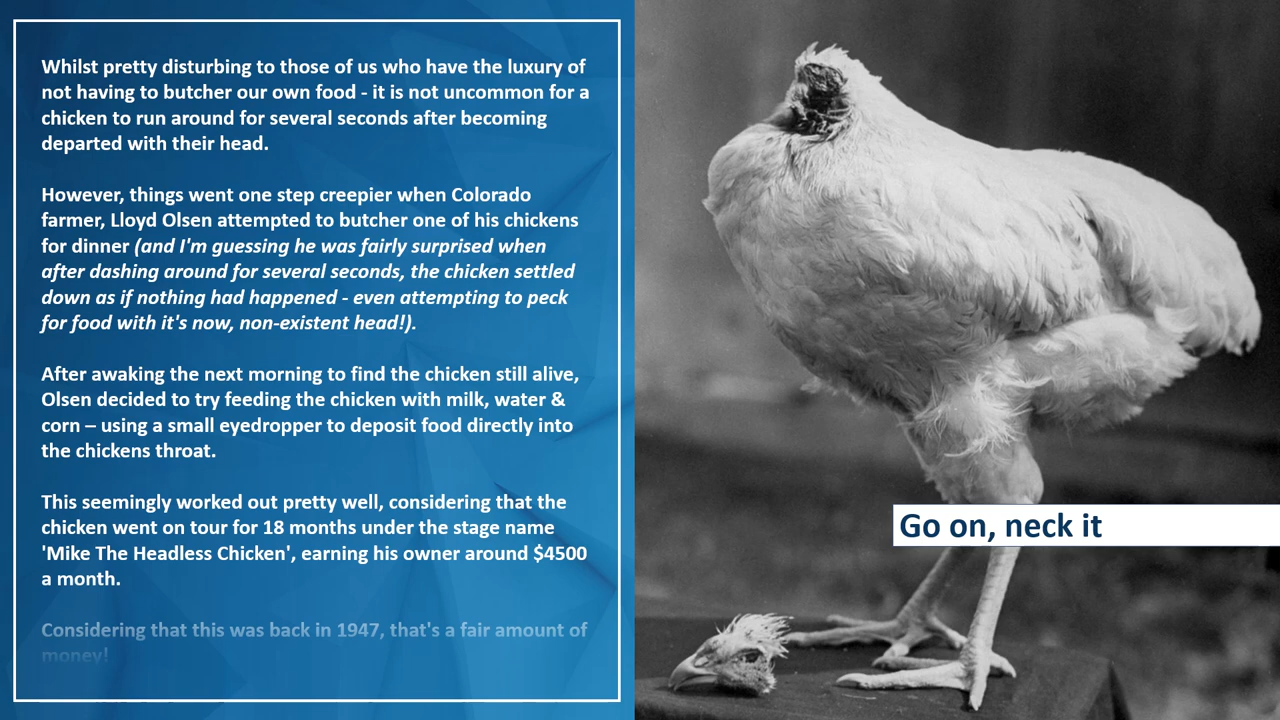 Whilst pretty disturbing to those of us who have the luxury of
not having to butcher our own food - it is not uncommon for a
chicken to run around for several seconds after becoming
departed with their head.
However, things went one step creepier when Colorado
farmer, Lloyd Olsen attempted to butcher one of his chickens
for dinner (and I'm guessing he was fairly surprised when
after dashing around for several seconds, the chicken settled
down as if nothing had happened - even attempting to peck
for food with it's now, non-existent head!).
After awaking the next morning to find the chicken still alive,
Olsen decided to try feeding the chicken with milk, water &
corn – using a small eyedropper to deposit food directly into
the chickens throat.
This seemingly worked out pretty well, considering that the
chicken went on tour for 18 months under the stage name
'Mike The Headless Chicken', earning his owner around $4500
a month.
Considering that this was back in 1947, that's a fair amount of
money!
Go on, neck it